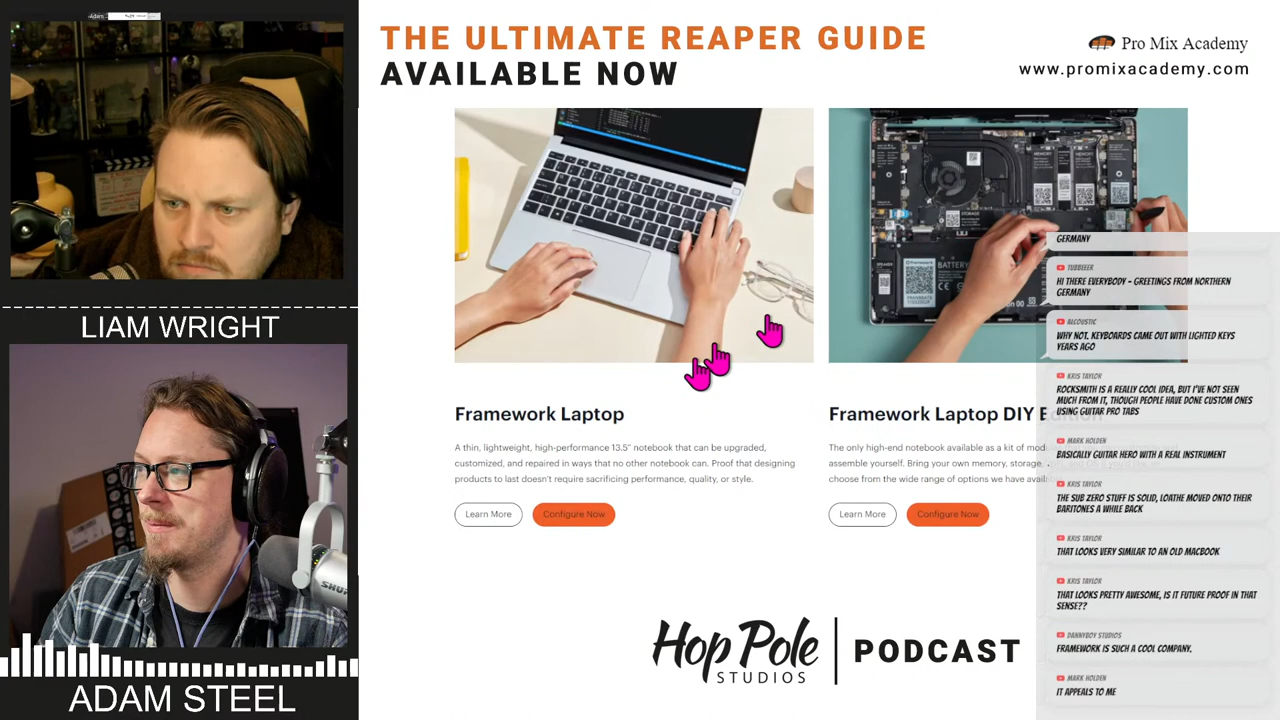 THE ULTIMATE REAPER GUIDE
AVAILABLE NOW
Pro Mix Academy
www.promixacademy.com
LIAM WRIGHT
ADAM STEEL
Framework Laptop
A thin, lightweight, high-performance 13.5" notebook that can be upgraded,
customized, and repaired in ways that no other notebook can. Proof that designing
products to last doesn't require sacrificing performance, quality, or style.
Learn More
Configure Now
Framework Laptop DIY Edition
The only high-end notebook available as a kit of
assemble yourself. Bring your own memory, storage,
choose from the wide range of options we have
Learn More
Configure Now
GERMANY
TUBBEEER
HI THERE EVERYBODY - GREETINGS FROM NORTHERN
GERMANY
ALCOUSTIC
WHY NOT. KEYBOARDS CAME OUT WITH LIGHTED KEYS
YEARS AGO
KRIS TAYLOR
ROCKSMITH IS A REALLY COOL IDEA, BUT I'VE NOT SEEN
MUCH FROM IT, THOUGH PEOPLE HAVE DONE CUSTOM ONES
USING GUITAR PRO TABS
MARK HOLDEN
BASICALLY GUITAR HERO WITH A REAL INSTRUMENT
KRIS TAYLOR
THE SUB ZERO STUFF IS SOLID, LOATHE MOVED ONTO THEIR
BARITONES A WHILE BACK
KRIS TAYLOR
THAT LOOKS VERY SIMILAR TO AN OLD MACBOOK
KRIS TAYLOR
THAT LOOKS PRETTY AWESOME, IS IT FUTURE PROOF IN THAT
SENSE??
DANNYBOY STUDIOS
FRAMEWORK IS SUCH A COOL COMPANY.
MARK HOLDEN
IT APPEALS TO ME
Hop Pole
STUDIOS
PODCAST